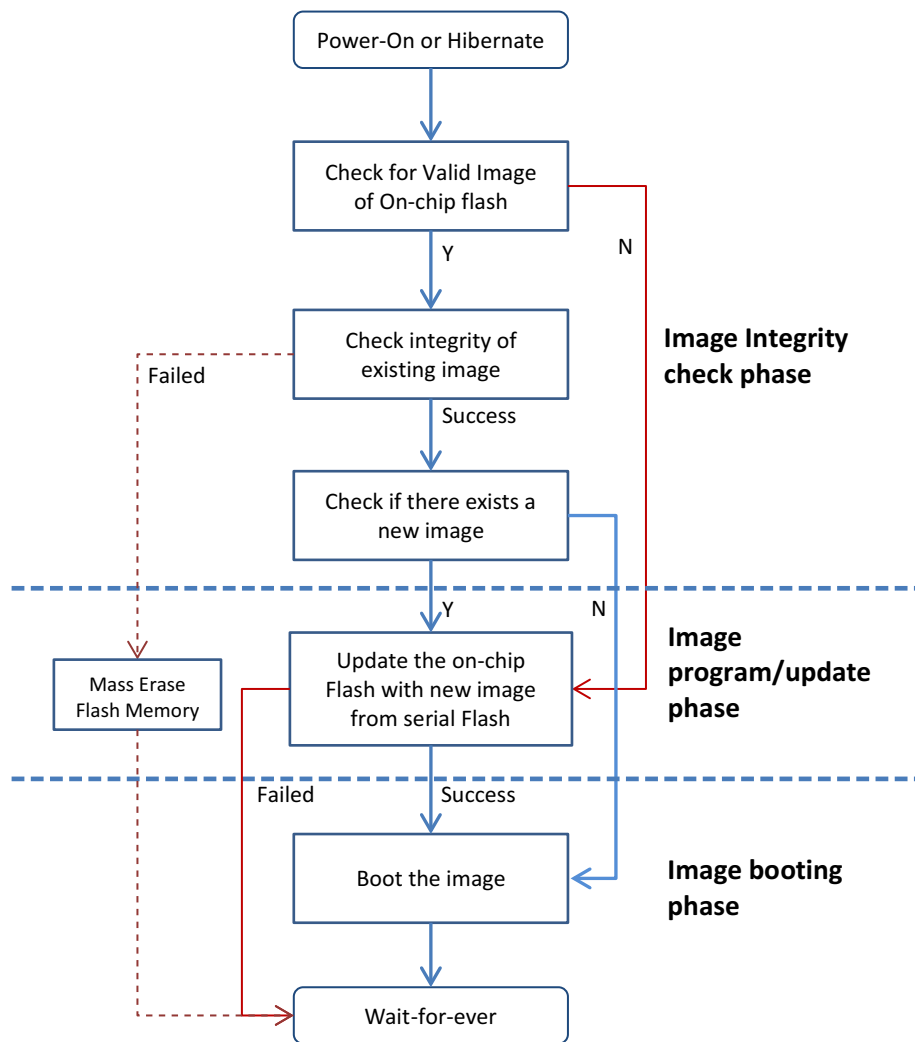 Power-On or Hibernate
Check for Valid Image
of On-chip flash
Y
N
Image Integrity
check phase
Check integrity of
existing image
Failed
Success
Check if there exists a
new image
Y
N
Image
program/update
phase
Update the on-chip
Flash with new image
from serial Flash
Mass Erase
Flash Memory
Failed
Success
Boot the image
Image booting
phase
Wait-for-ever